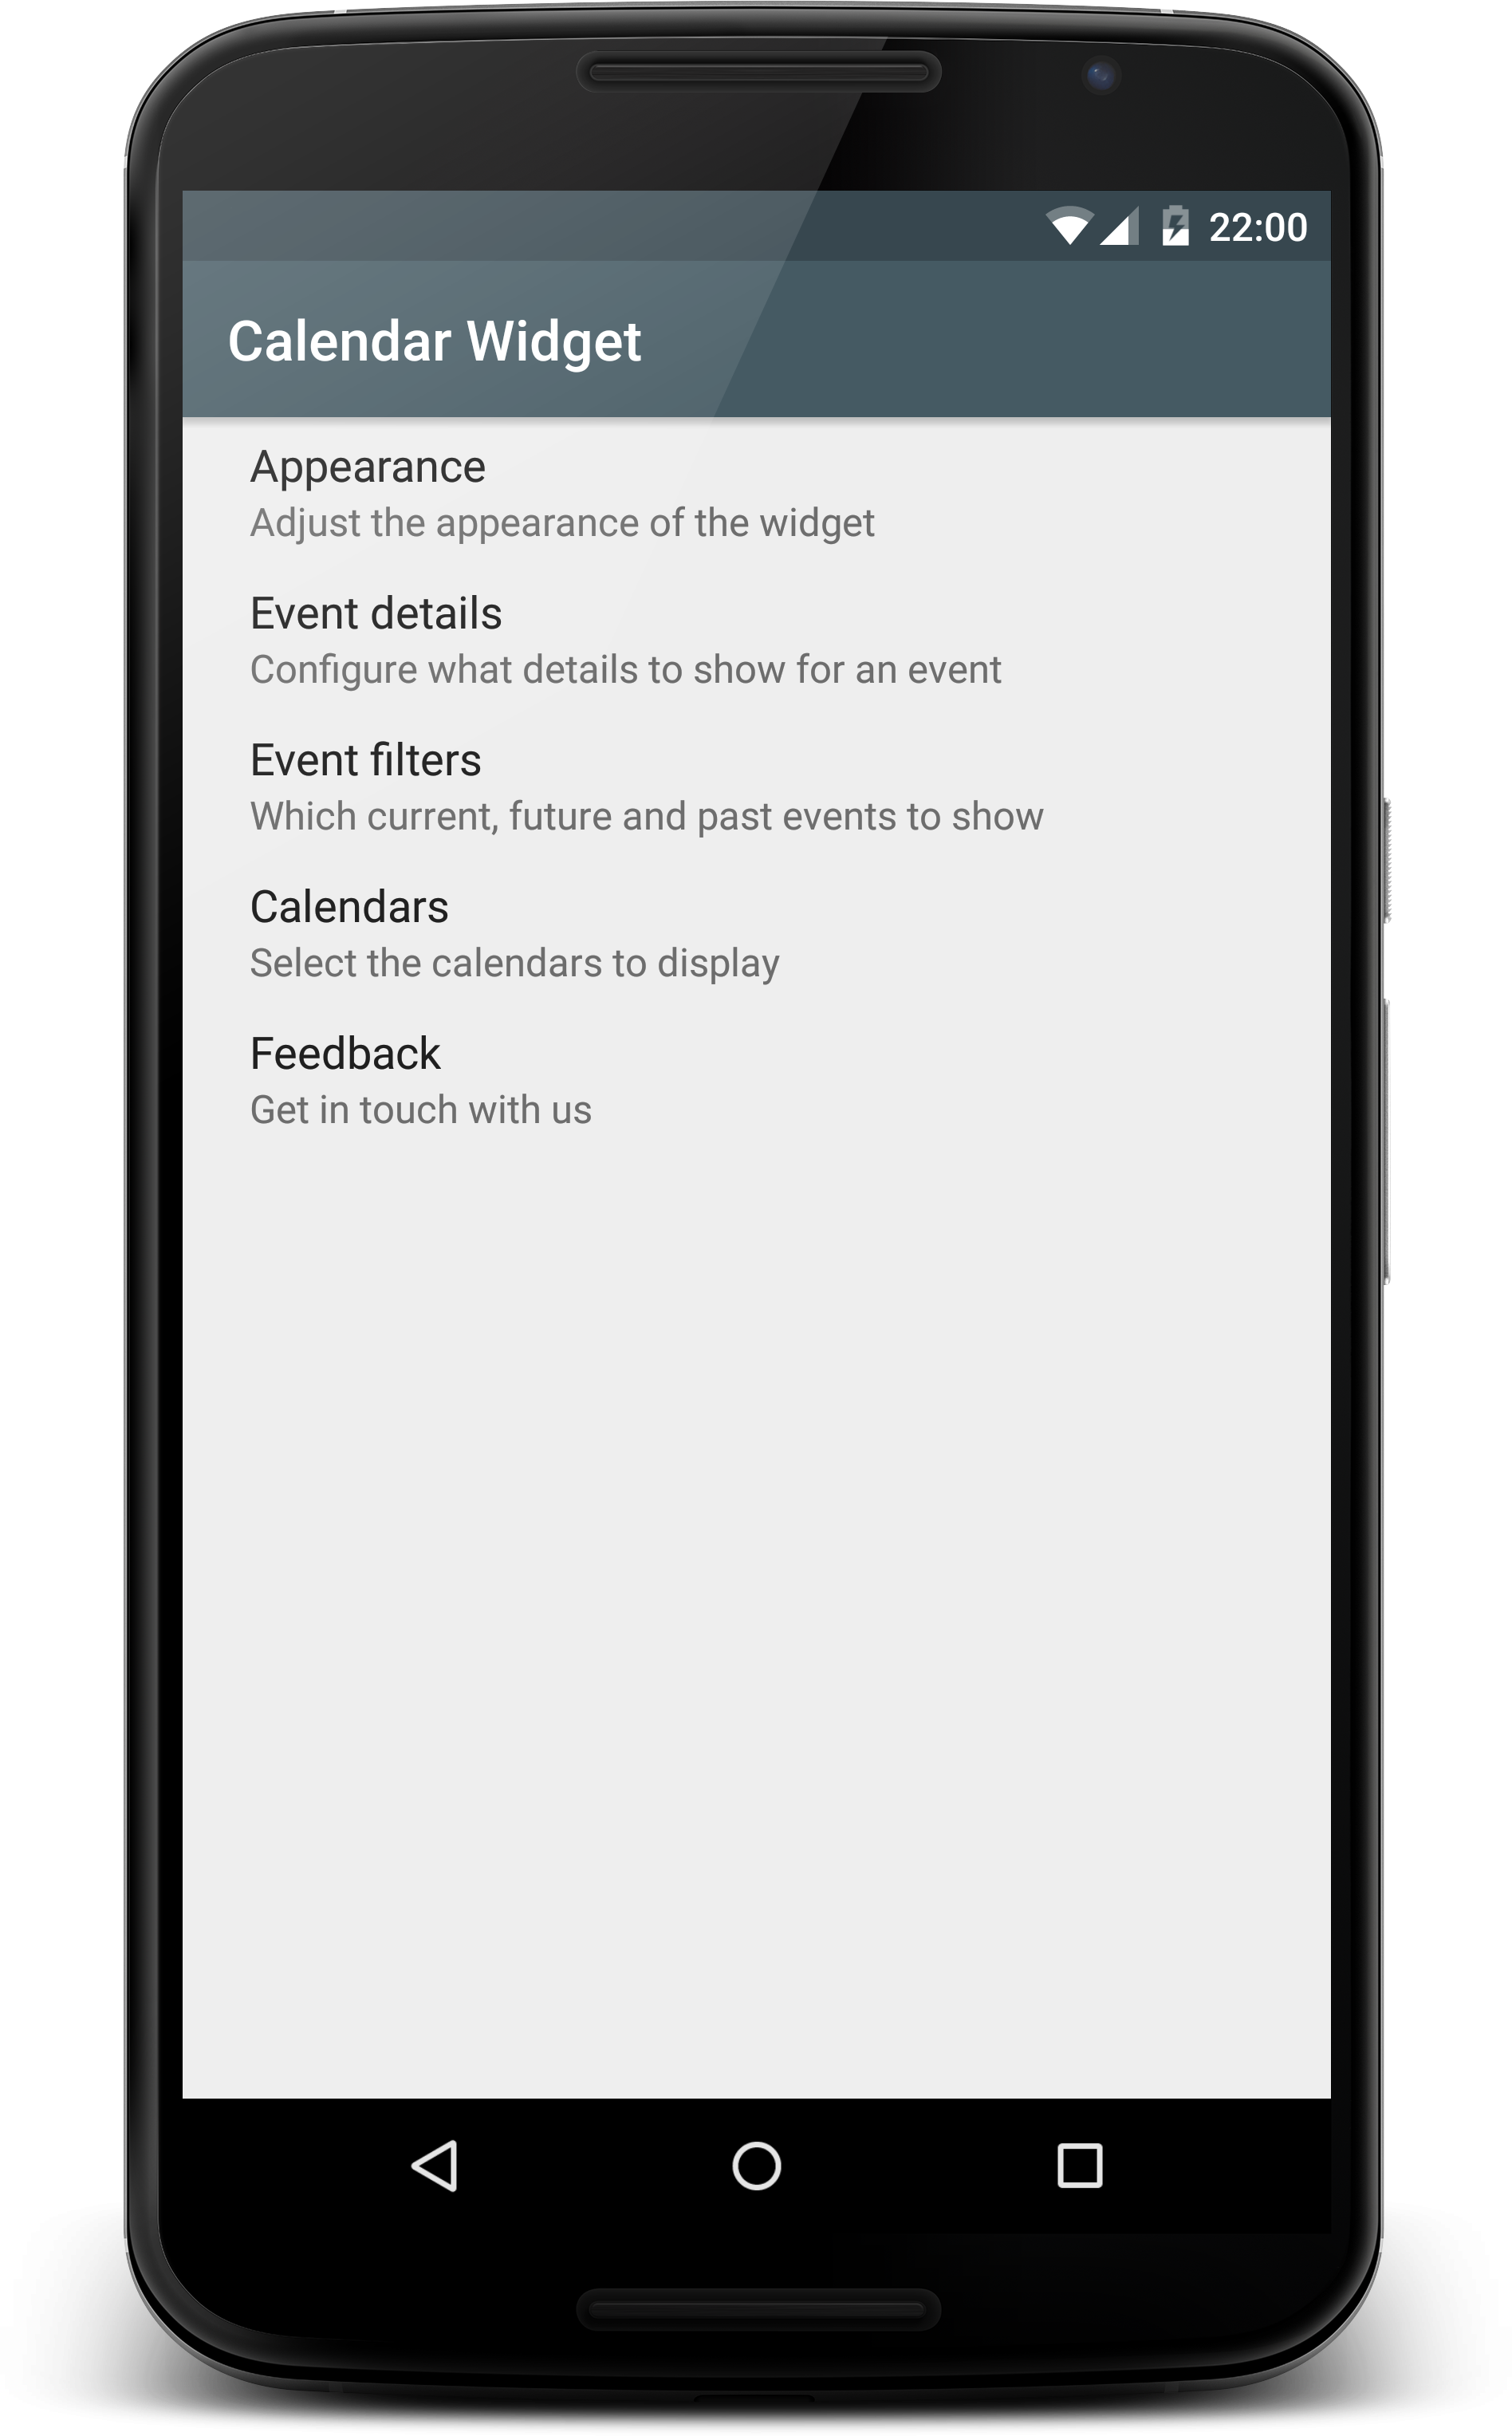 22:00
Calendar Widget
Appearance
Adjust the appearance of the widget
Event details
Configure what details to show for an event
Event filters
Which current, future and past events to show
Calendars
Select the calendars to display
Feedback
Get in touch with us